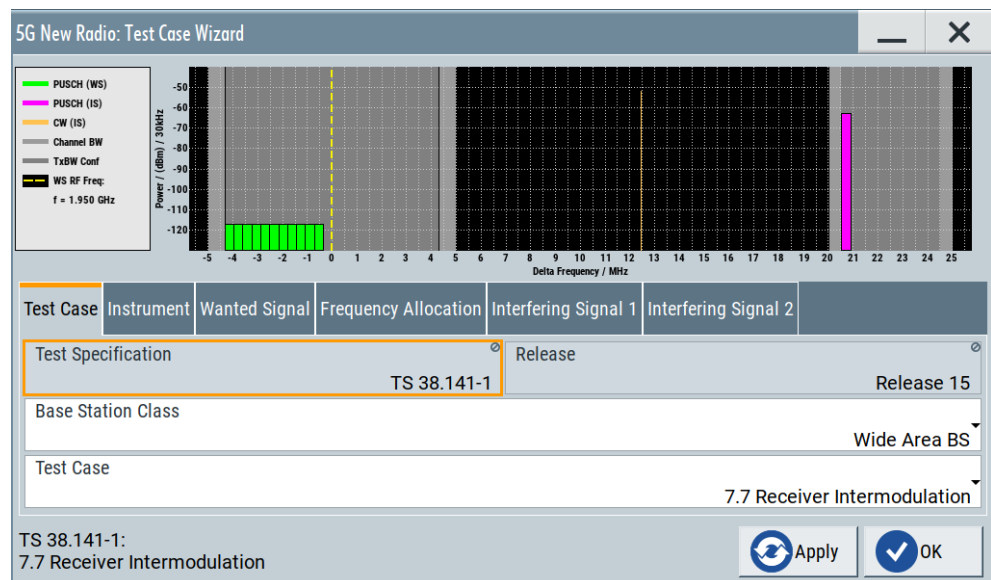 5G New Radio: Test Case Wizard
PUSCH (WS)
PUSCH (IS)
CW (IS)
Channel BW
TxBW Conf
WS RF Freq:
f = 1.950 GHz
Power / (dBm) / 30kHz
-50
-60
-70
-80
-90
-100
-110
-120
-5 -4 -3 -2 -1 0 1 2 3 4 5 6 7 8 9 10 11 12 13 14 15 16 17 18 19 20 21 22 23 24 25
Delta Frequency / MHz
Test Case Instrument Wanted Signal Frequency Allocation Interfering Signal 1 Interfering Signal 2
Test Specification
TS 38.141-1
Release
Release 15
Base Station Class
Wide Area BS
Test Case
7.7 Receiver Intermodulation
TS 38.141-1:
7.7 Receiver Intermodulation
Apply
OK